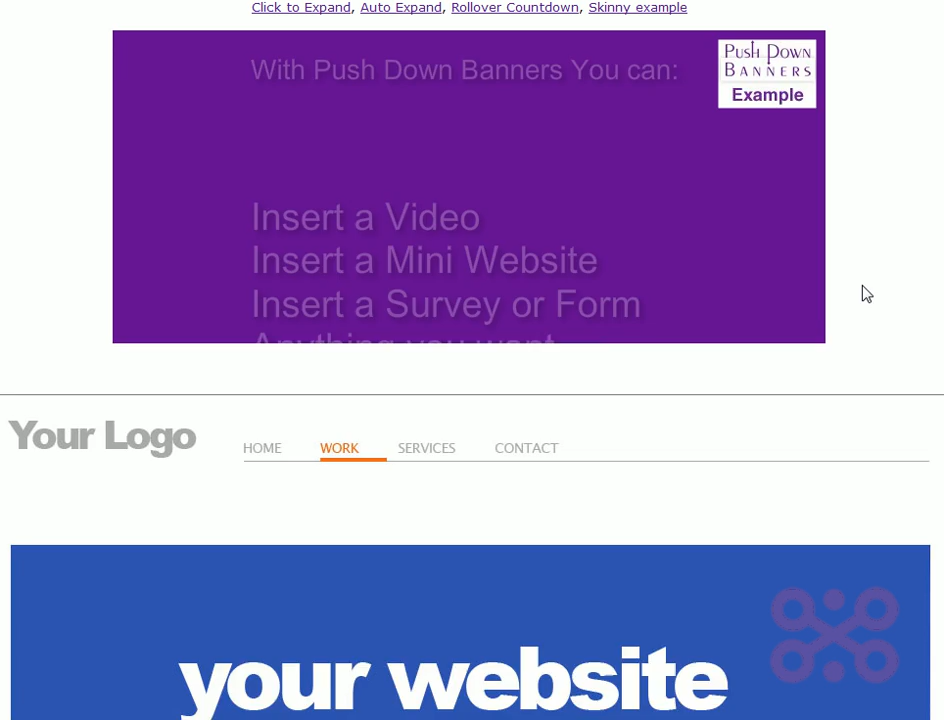 Click to Expand, Auto Expand, Rollover Countdown, Skinny example
With Push Down Banners You can:
Push Down
Banners
Example
Insert a Video
Insert a Mini Website
Insert a Survey or Form
Anything you want
Your Logo
HOME WORK SERVICES CONTACT
your website